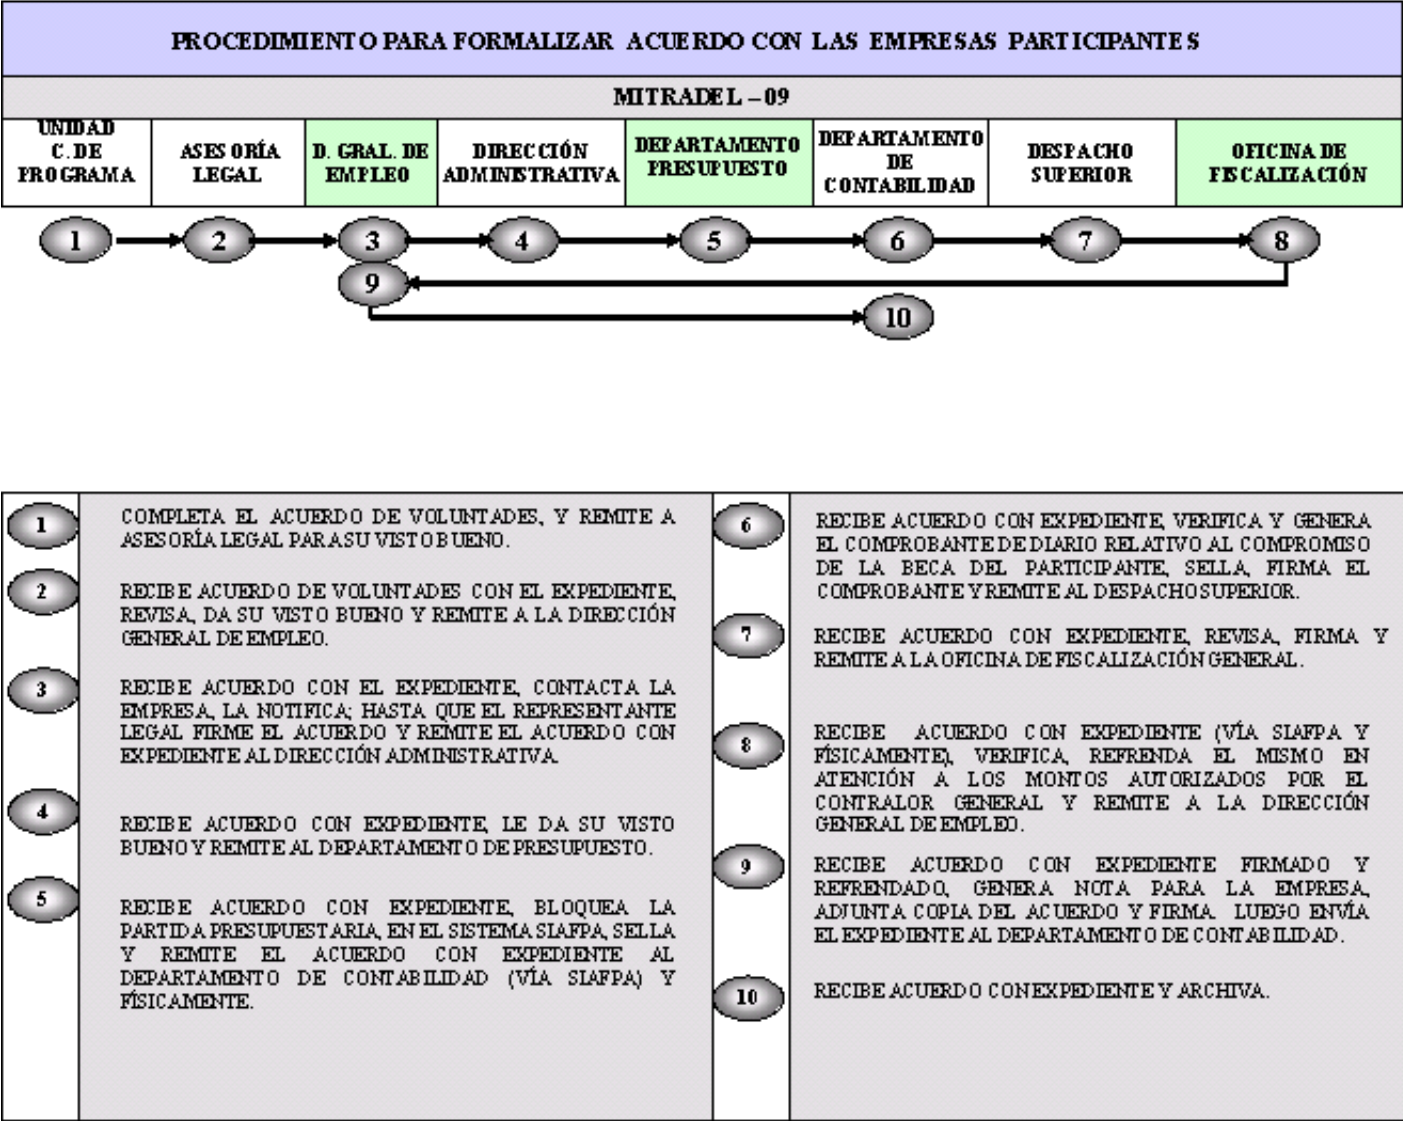 PROCEDIMIENTO PARA FORMALIZAR ACUERDO CON LAS EMPRESAS PARTICIPANTES
MITRADEL – 09
UNIDAD
C. DE
PROGRAMA
ASESORÍA
LEGAL
D. GRAL. DE
EMPLEO
DIRECCIÓN
ADMINISTRATIVA
DEPARTAMENTO
PRESUPUESTO
DEPARTAMENTO
DE
CONTABILIDAD
DESPACHO
SUPERIOR
OFICINA DE
FISCALIZACIÓN
1
2
3
4
5
6
7
8
9
10
1
COMPLETA EL ACUERDO DE VOLUNTADES, Y REMITE A
ASESORÍA LEGAL PARA SU VISTO BUENO.
2
RECIBE ACUERDO DE VOLUNTADES CON EL EXPEDIENTE,
REVISA, DA SU VISTO BUENO Y REMITE A LA DIRECCIÓN
GENERAL DE EMPLEO.
3
RECIBE ACUERDO CON EL EXPEDIENTE, CONTACTA LA
EMPRESA, LA NOTIFICA; HASTA QUE EL REPRESENTANTE
LEGAL FIRME EL ACUERDO Y REMITE EL ACUERDO CON
EXPEDIENTE AL DIRECCIÓN ADMINISTRATIVA.
4
RECIBE ACUERDO CON EXPEDIENTE, LE DA SU VISTO
BUENO Y REMITE AL DEPARTAMENTO DE PRESUPUESTO.
5
RECIBE ACUERDO CON EXPEDIENTE, BLOQUEA LA
PARTIDA PRESUPUESTARIA, EN EL SISTEMA SIAFPA, SELLA
Y REMITE EL ACUERDO CON EXPEDIENTE AL
DEPARTAMENTO DE CONTABILIDAD (VÍA SIAFPA) Y
FÍSICAMENTE.
6
RECIBE ACUERDO CON EXPEDIENTE, VERIFICA Y GENERA
EL COMPROBANTE DE DIARIO RELATIVO AL COMPROMISO
DE LA BECA DEL PARTICIPANTE, SELLA, FIRMA EL
COMPROBANTE Y REMITE AL DESPACHO SUPERIOR.
7
RECIBE ACUERDO CON EXPEDIENTE, REVISA, FIRMA Y
REMITE A LA OFICINA DE FISCALIZACIÓN GENERAL.
8
RECIBE ACUERDO CON EXPEDIENTE (VÍA SIAFPA Y
FÍSICAMENTE), VERIFICA, REFRENDA EL MISMO EN
ATENCIÓN A LOS MONTOS AUTORIZADOS POR EL
CONTRALOR GENERAL Y REMITE A LA DIRECCIÓN
GENERAL DE EMPLEO.
9
RECIBE ACUERDO CON EXPEDIENTE FIRMADO Y
REFRENDADO, GENERA NOTA PARA LA EMPRESA,
ADJUNTA COPIA DEL ACUERDO Y FIRMA. LUEGO ENVÍA
EL EXPEDIENTE AL DEPARTAMENTO DE CONTABILIDAD.
10
RECIBE ACUERDO CON EXPEDIENTE Y ARCHIVA.